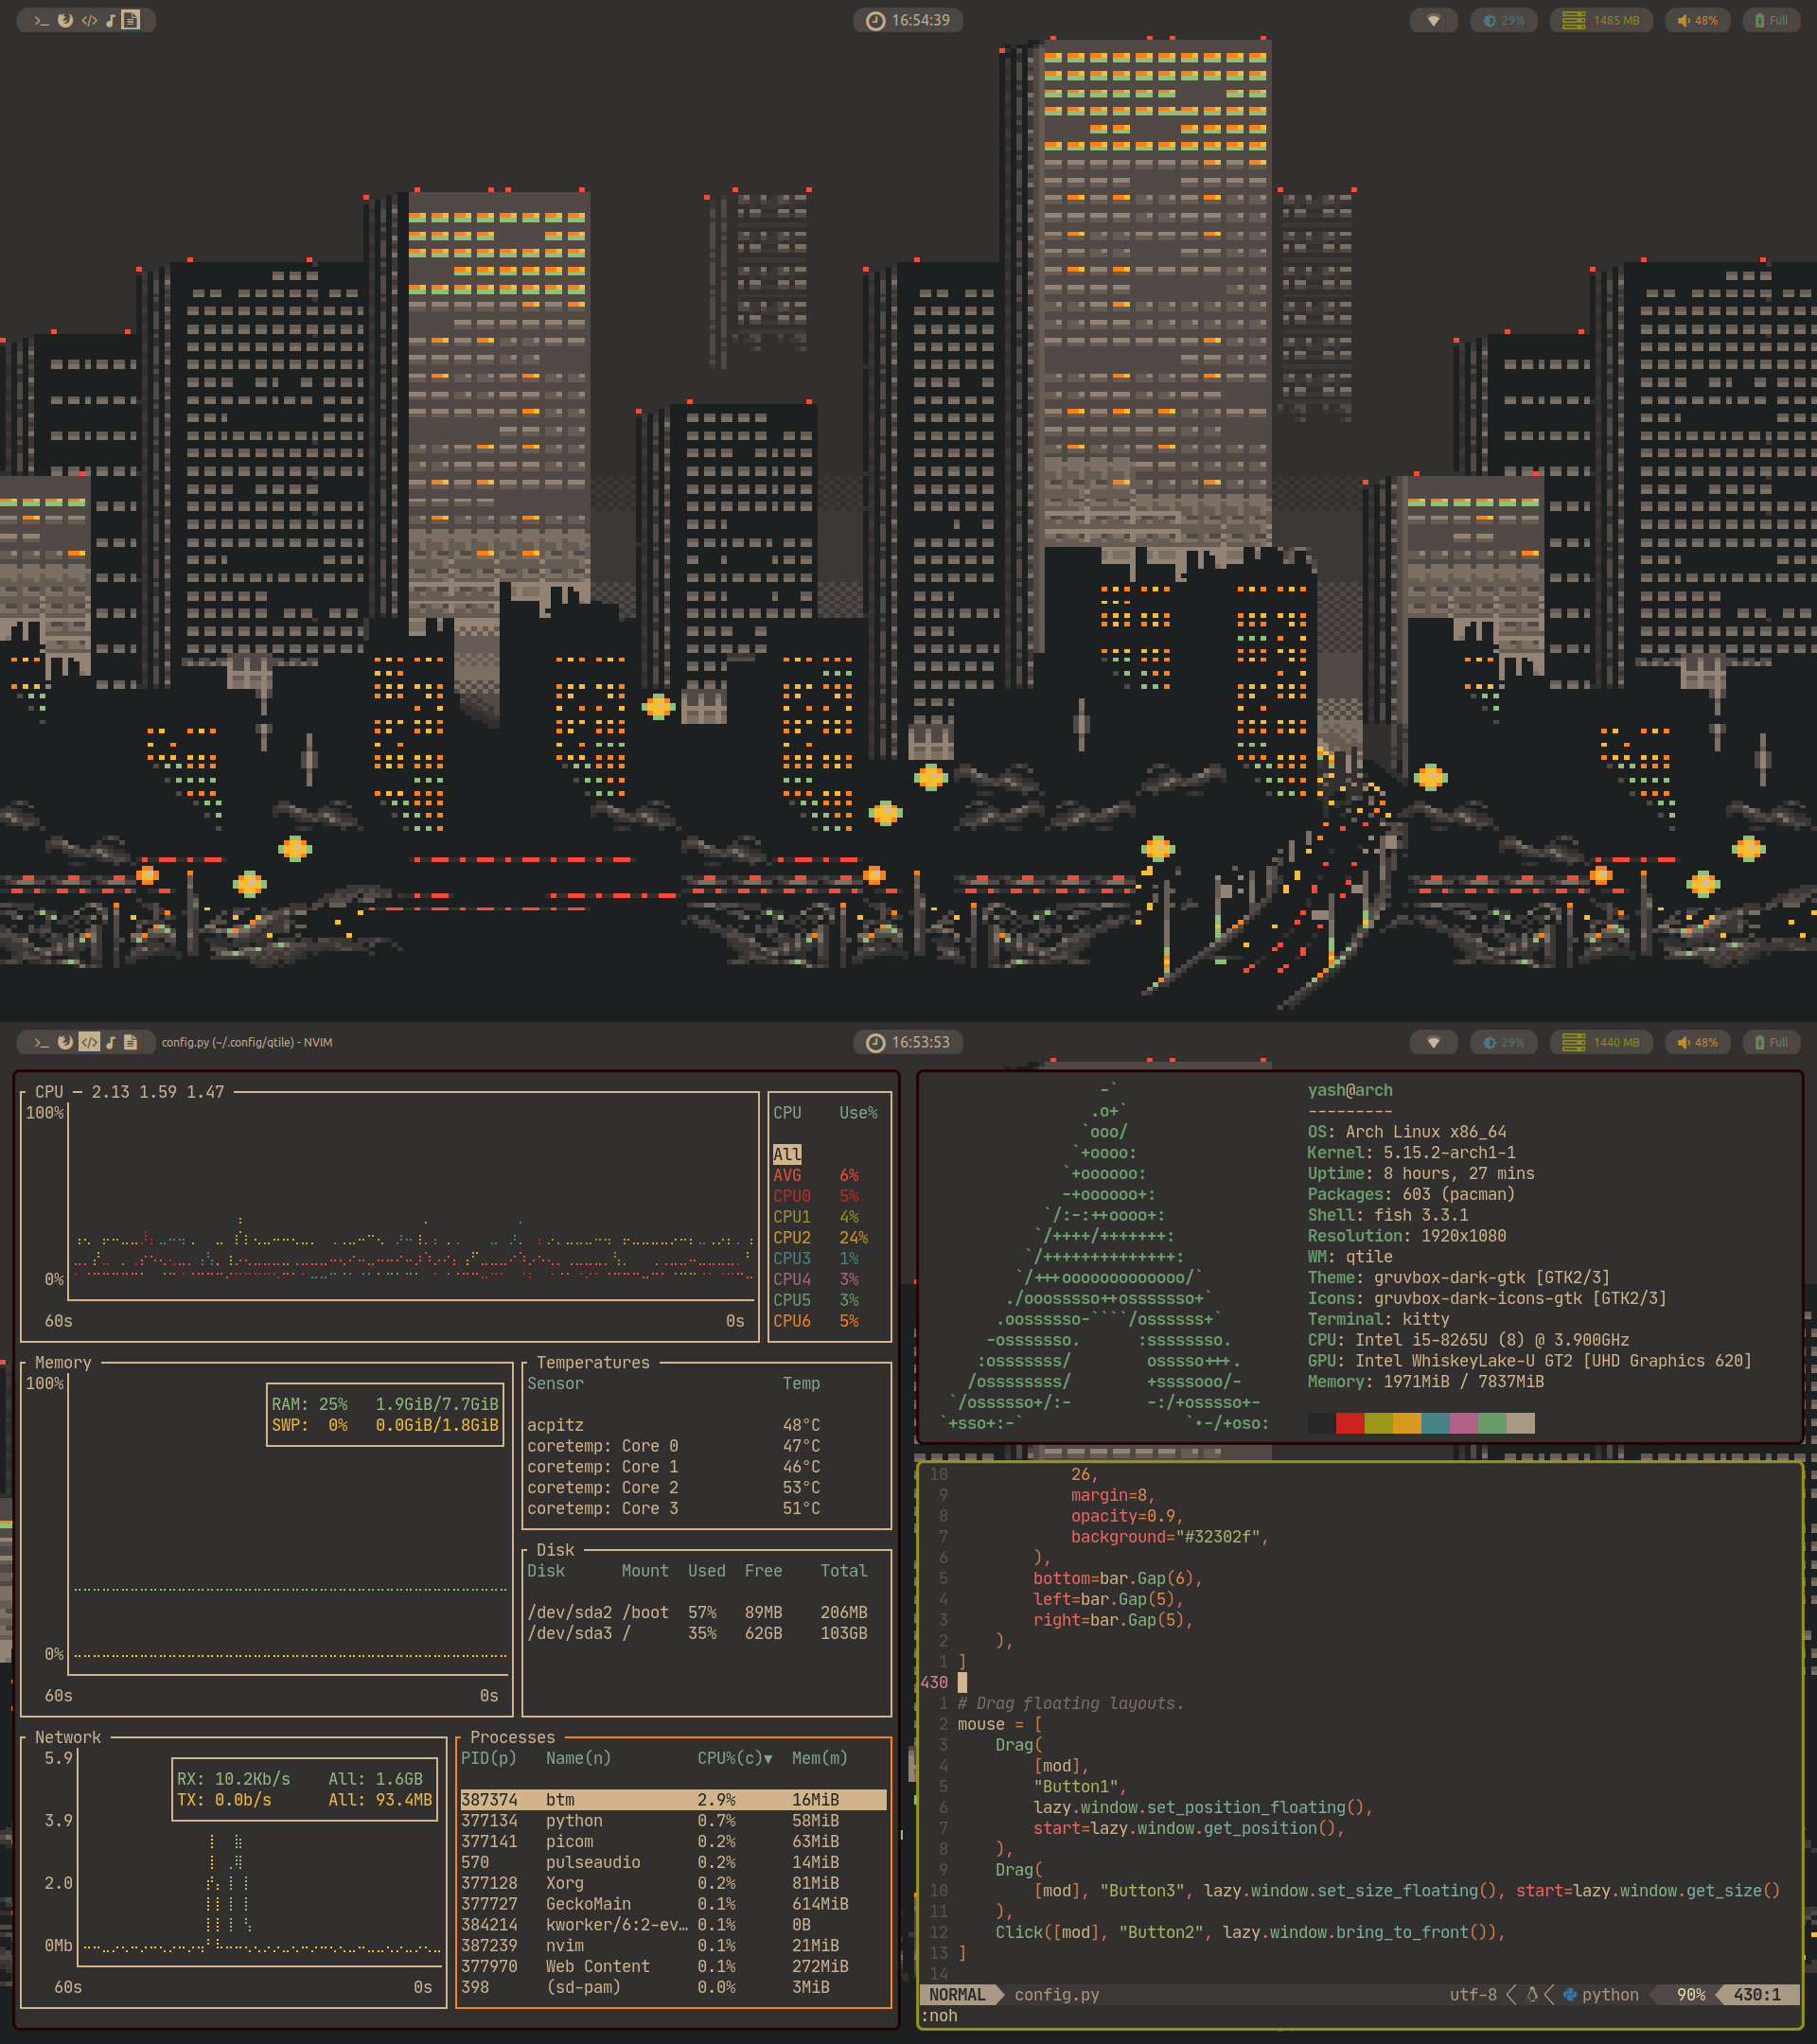 >_ </> 16:54:39 29% 1485 MB 48% Full
>_ </> config.py (~/.config/qtile) - NVIM 16:53:53 29% 1440 MB 48% Full
CPU — 2.13 1.59 1.47
100%
0%
60s 0s
CPU Use%
All
AVG 6%
CPU0 5%
CPU1 4%
CPU2 24%
CPU3 1%
CPU4 3%
CPU5 3%
CPU6 5%
Memory
100%
RAM: 25% 1.9GiB/7.7GiB
SWP: 0% 0.0GiB/1.8GiB
0%
60s 0s
Temperatures
Sensor Temp
acpitz 48°C
coretemp: Core 0 47°C
coretemp: Core 1 46°C
coretemp: Core 2 53°C
coretemp: Core 3 51°C
Disk
Disk Mount Used Free Total
/dev/sda2 /boot 57% 89MB 206MB
/dev/sda3 / 35% 62GB 103GB
Network
5.9
RX: 10.2Kb/s All: 1.6GB
TX: 0.0b/s All: 93.4MB
3.9
2.0
0Mb
60s 0s
Processes
PID(p) Name(n) CPU%(c)▼ Mem(m)
387374 btm 2.9% 16MiB
377134 python 0.7% 58MiB
377141 picom 0.2% 63MiB
570 pulseaudio 0.2% 14MiB
377128 Xorg 0.2% 81MiB
377727 GeckoMain 0.1% 614MiB
384214 kworker/6:2-ev… 0.1% 0B
387239 nvim 0.1% 21MiB
377970 Web Content 0.1% 272MiB
398 (sd-pam) 0.0% 3MiB
-`
.o+`
`ooo/
`+oooo:
`+oooooo:
-+oooooo+:
`/:-:++oooo+:
`/++++/+++++++:
`/++++++++++++++:
`/+++ooooooooooooo/`
./ooosssso++osssssso+`
.oossssso-````/ossssss+`
-osssssso. :ssssssso.
:osssssss/ osssso+++.
/ossssssss/ +ssssooo/-
`/ossssso+/:- -:/+osssso+-
`+sso+:-` `•-/+oso:
yash@arch
---------
OS: Arch Linux x86_64
Kernel: 5.15.2-arch1-1
Uptime: 8 hours, 27 mins
Packages: 603 (pacman)
Shell: fish 3.3.1
Resolution: 1920x1080
WM: qtile
Theme: gruvbox-dark-gtk [GTK2/3]
Icons: gruvbox-dark-icons-gtk [GTK2/3]
Terminal: kitty
CPU: Intel i5-8265U (8) @ 3.900GHz
GPU: Intel WhiskeyLake-U GT2 [UHD Graphics 620]
Memory: 1971MiB / 7837MiB
10 26,
9 margin=8,
8 opacity=0.9,
7 background="#32302f",
6 ),
5 bottom=bar.Gap(6),
4 left=bar.Gap(5),
3 right=bar.Gap(5),
2 ),
1 ]
430
1 # Drag floating layouts.
2 mouse = [
3 Drag(
4 [mod],
5 "Button1",
6 lazy.window.set_position_floating(),
7 start=lazy.window.get_position(),
8 ),
9 Drag(
10 [mod], "Button3", lazy.window.set_size_floating(), start=lazy.window.get_size()
11 ),
12 Click([mod], "Button2", lazy.window.bring_to_front()),
13 ]
14
NORMAL config.py utf-8 python 90% 430:1
:noh